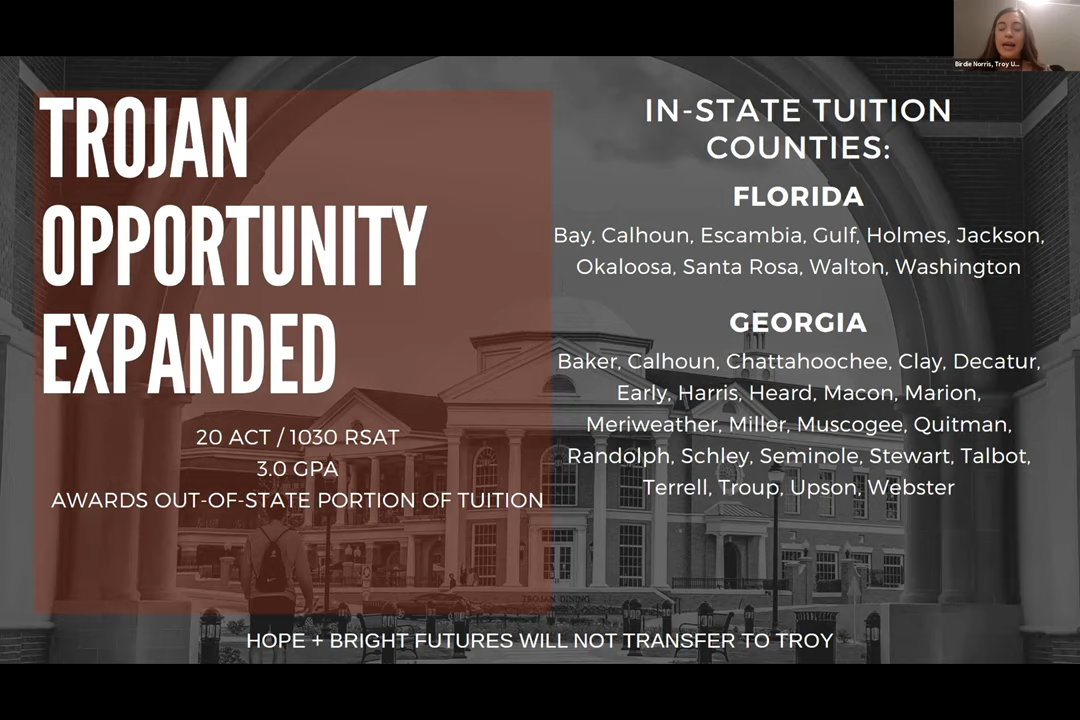 Birdie Norris, Troy U...
TROJAN
OPPORTUNITY
EXPANDED
20 ACT / 1030 RSAT
3.0 GPA
AWARDS OUT-OF-STATE PORTION OF TUITION
IN-STATE TUITION
COUNTIES:
FLORIDA
Bay, Calhoun, Escambia, Gulf, Holmes, Jackson,
Okaloosa, Santa Rosa, Walton, Washington
GEORGIA
Baker, Calhoun, Chattahoochee, Clay, Decatur,
Early, Harris, Heard, Macon, Marion,
Meriweather, Miller, Muscogee, Quitman,
Randolph, Schley, Seminole, Stewart, Talbot,
Terrell, Troup, Upson, Webster
TROJAN DINING
HOPE + BRIGHT FUTURES WILL NOT TRANSFER TO TROY